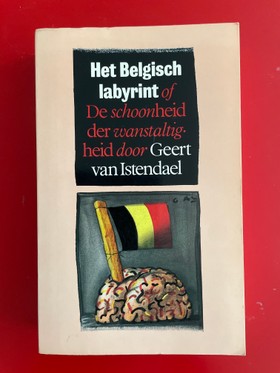 Het Belgisch
labyrint of
De schoonheid
der wanstaltig-
heid door Geert
van Istendael